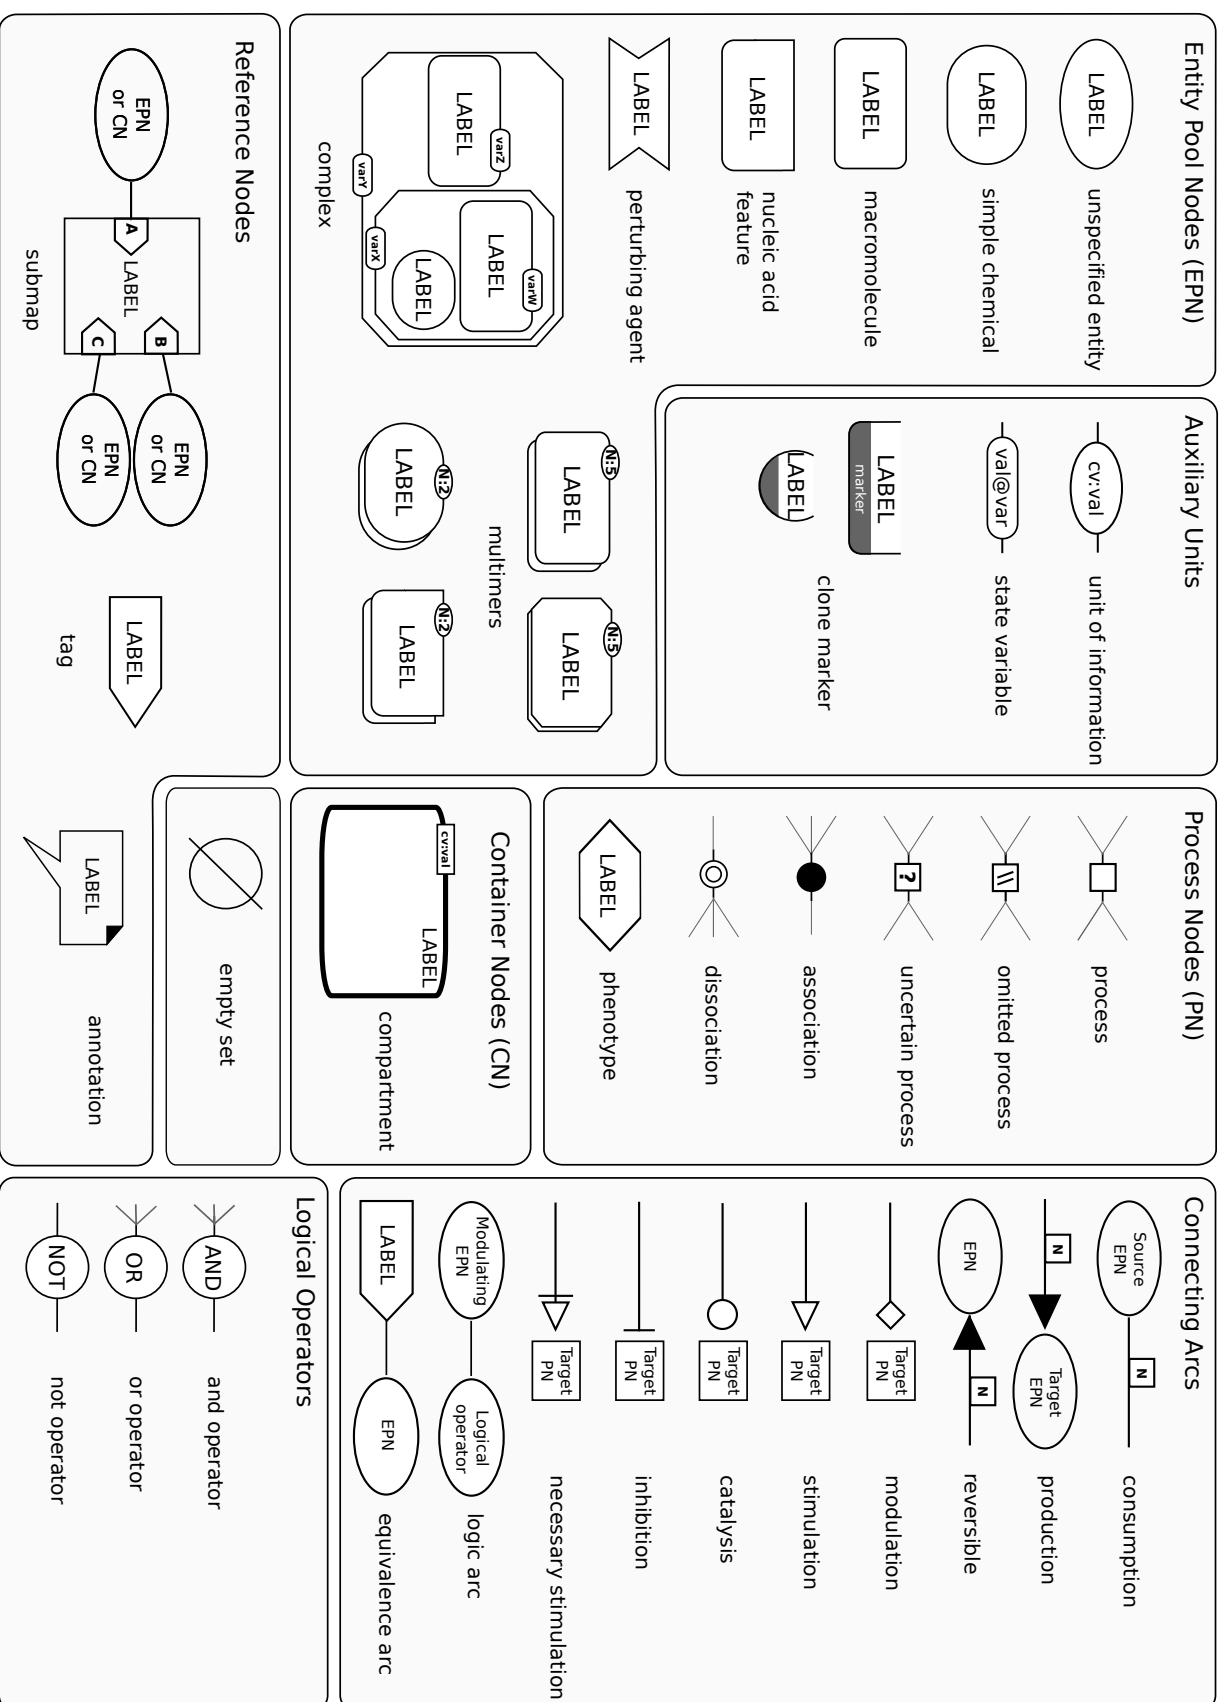 Entity Pool Nodes (EPN)
LABEL
unspecified entity
LABEL
simple chemical
LABEL
macromolecule
LABEL
nucleic acid
feature
LABEL
perturbing agent
LABEL
varZ
LABEL
varW
LABEL
varX
varY
complex
N:5
LABEL
N:5
LABEL
multimers
N:2
LABEL
N:2
LABEL
Auxiliary Units
cv:val
unit of information
val@var
state variable
LABEL
marker
LABEL
clone marker
Process Nodes (PN)
process
\\
omitted process
?
uncertain process
association
dissociation
LABEL
phenotype
Container Nodes (CN)
cv:val
LABEL
compartment
empty set
Reference Nodes
EPN
or CN
A
LABEL
B
C
EPN
or CN
EPN
or CN
submap
LABEL
tag
LABEL
annotation
Connecting Arcs
Source
EPN
N
consumption
N
Target
EPN
production
EPN
N
reversible
Target
PN
modulation
Target
PN
stimulation
Target
PN
catalysis
Target
PN
inhibition
Target
PN
necessary stimulation
Modulating
EPN
Logical
operator
logic arc
LABEL
EPN
equivalence arc
Logical Operators
AND
and operator
OR
or operator
NOT
not operator